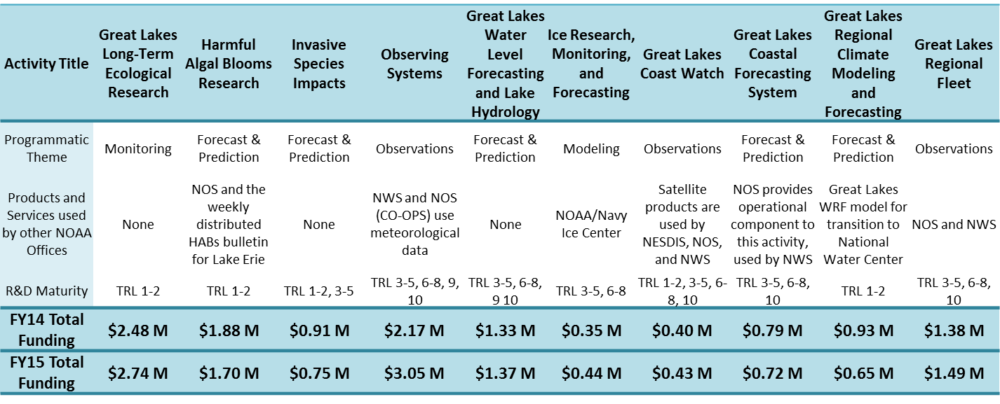 Activity Title
Great Lakes
Long-Term
Ecological
Research
Harmful
Algal Blooms
Research
Invasive
Species
Impacts
Observing
Systems
Great Lakes
Water
Level
Forecasting
and Lake
Hydrology
Ice Research,
Monitoring,
and
Forecasting
Great Lakes
Coast Watch
Great Lakes
Coastal
Forecasting
System
Great Lakes
Regional
Climate
Modeling
and
Forecasting
Great Lakes
Regional
Fleet
Programmatic
Theme
Monitoring
Forecast &
Prediction
Forecast &
Prediction
Observations
Forecast &
Prediction
Modeling
Observations
Forecast &
Prediction
Forecast &
Prediction
Observations
Products and
Services used
by other NOAA
Offices
None
NOS and the
weekly
distributed
HABs bulletin
for Lake Erie
None
NWS and NOS
(CO-OPS) use
meteorological
data
None
NOAA/Navy
Ice Center
Satellite
products are
used by
NESDIS, NOS,
and NWS
NOS provides
operational
component to
this activity,
used by NWS
Great Lakes
WRF model for
transition to
National
Water Center
NOS and NWS
R&D Maturity
TRL 1-2
TRL 1-2
TRL 1-2, 3-5
TRL 3-5, 6-8, 9,
10
TRL 3-5, 6-8,
9 10
TRL 3-5, 6-8
TRL 1-2, 3-5, 6-
8, 10
TRL 3-5, 6-8,
10
TRL 1-2
TRL 3-5, 6-8,
10
FY14 Total
Funding
$2.48 M
$1.88 M
$0.91 M
$2.17 M
$1.33 M
$0.35 M
$0.40 M
$0.79 M
$0.93 M
$1.38 M
FY15 Total
Funding
$2.74 M
$1.70 M
$0.75 M
$3.05 M
$1.37 M
$0.44 M
$0.43 M
$0.72 M
$0.65 M
$1.49 M